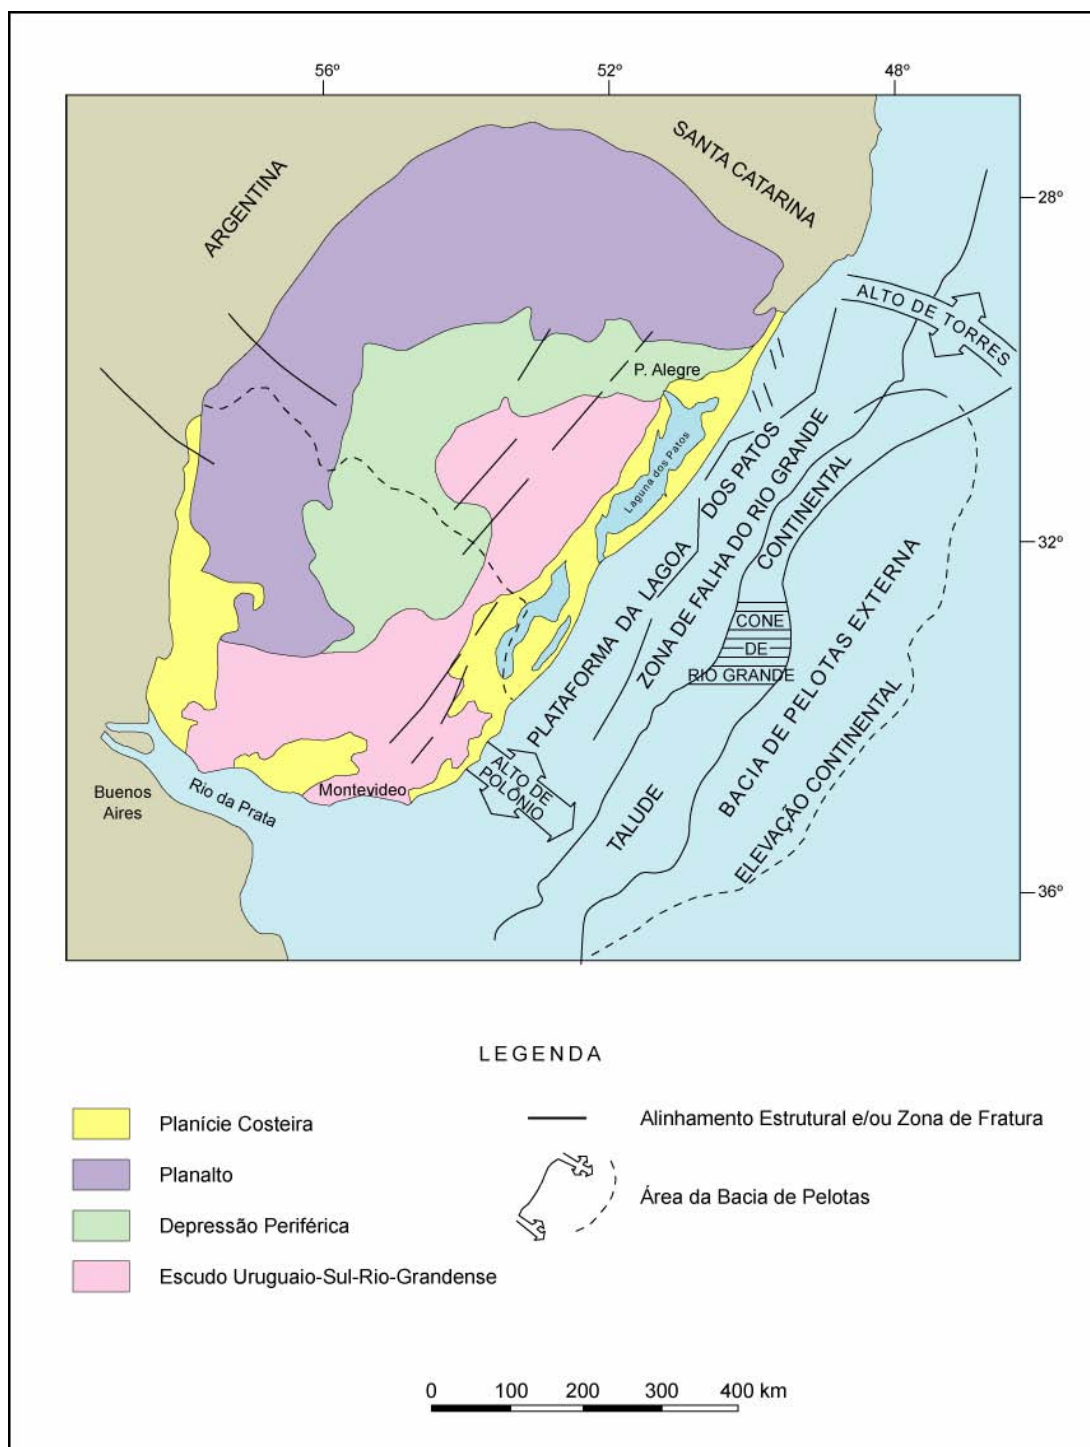 56º
52º
48º
SANTA CATARINA
ARGENTINA
28º
ALTO DE TORRES
P. Alegre
Laguna dos Patos
PLATAFORMA DA LAGOA DOS PATOS
ZONA DE FALHA DO RIO GRANDE
TALUDE CONTINENTAL
32º
CONE
DE
RIO GRANDE
BACIA DE PELOTAS EXTERNA
ELEVAÇÃO CONTINENTAL
ALTO DE
POLÔNIO
Buenos
Aires
Rio da Prata
Montevideo
36º
LEGENDA
Planície Costeira
Planalto
Depressão Periférica
Escudo Uruguaio-Sul-Rio-Grandense
Alinhamento Estrutural e/ou Zona de Fratura
Área da Bacia de Pelotas
0 100 200 300 400 km